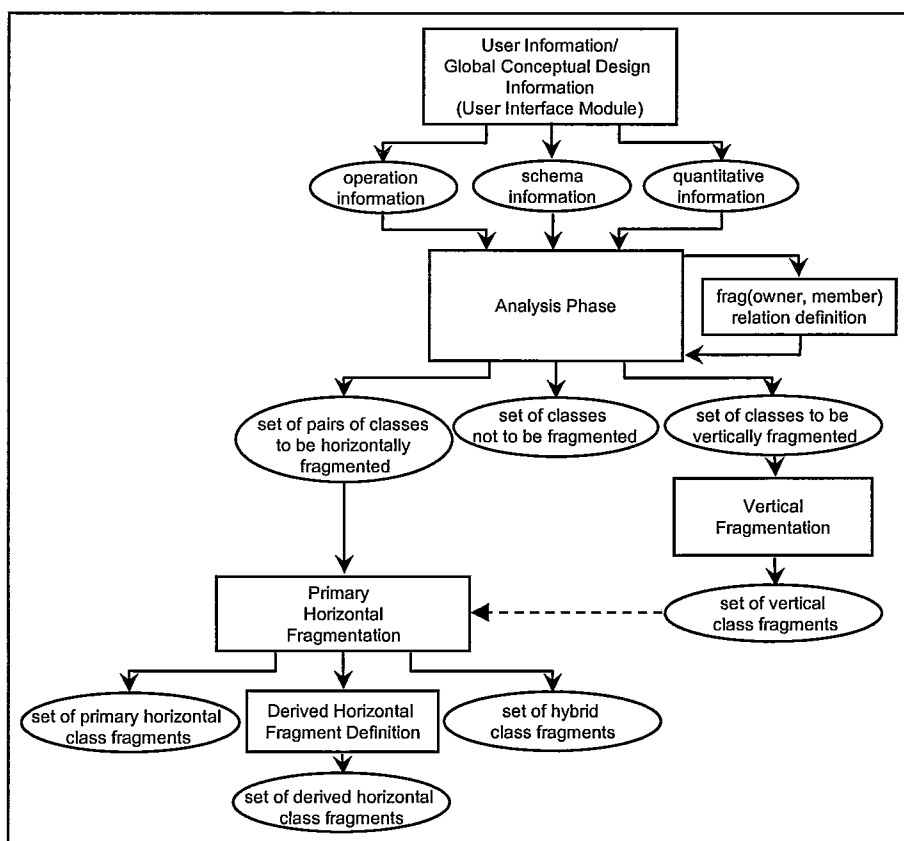 User Information/
Global Conceptual Design
Information
(User Interface Module)
operation
information
schema
information
quantitative
information
Analysis Phase
frag(owner, member)
relation definition
set of pairs of classes
to be horizontally
fragmented
set of classes
not to be fragmented
set of classes to be
vertically fragmented
Vertical
Fragmentation
Primary
Horizontal
Fragmentation
set of vertical
class fragments
set of primary horizontal
class fragments
Derived Horizontal
Fragment Definition
set of hybrid
class fragments
set of derived horizontal
class fragments